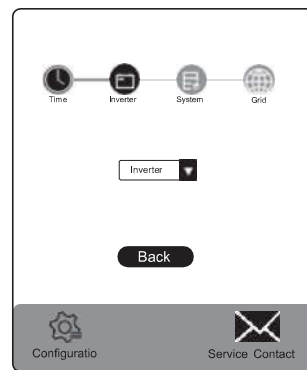 Time Inverter System Grid
Inverter
Back
Configuratio
Service Contact